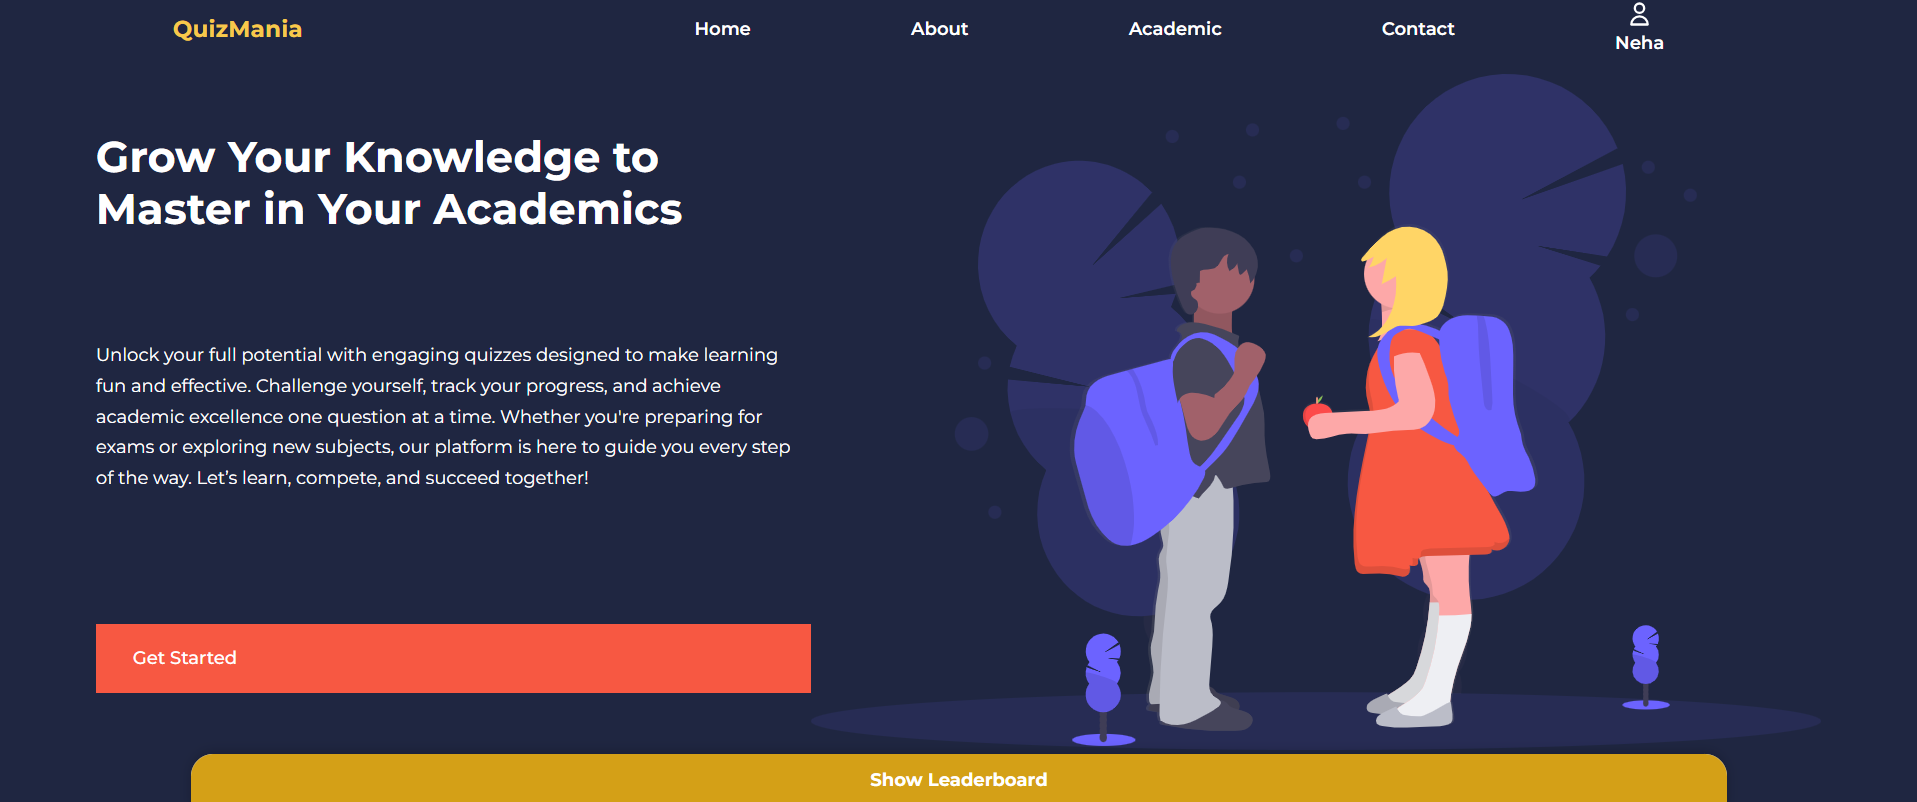 QuizMania
Home
About
Academic
Contact
Neha
Grow Your Knowledge to
Master in Your Academics
Unlock your full potential with engaging quizzes designed to make learning
fun and effective. Challenge yourself, track your progress, and achieve
academic excellence one question at a time. Whether you're preparing for
exams or exploring new subjects, our platform is here to guide you every step
of the way. Let’s learn, compete, and succeed together!
Get Started
Show Leaderboard